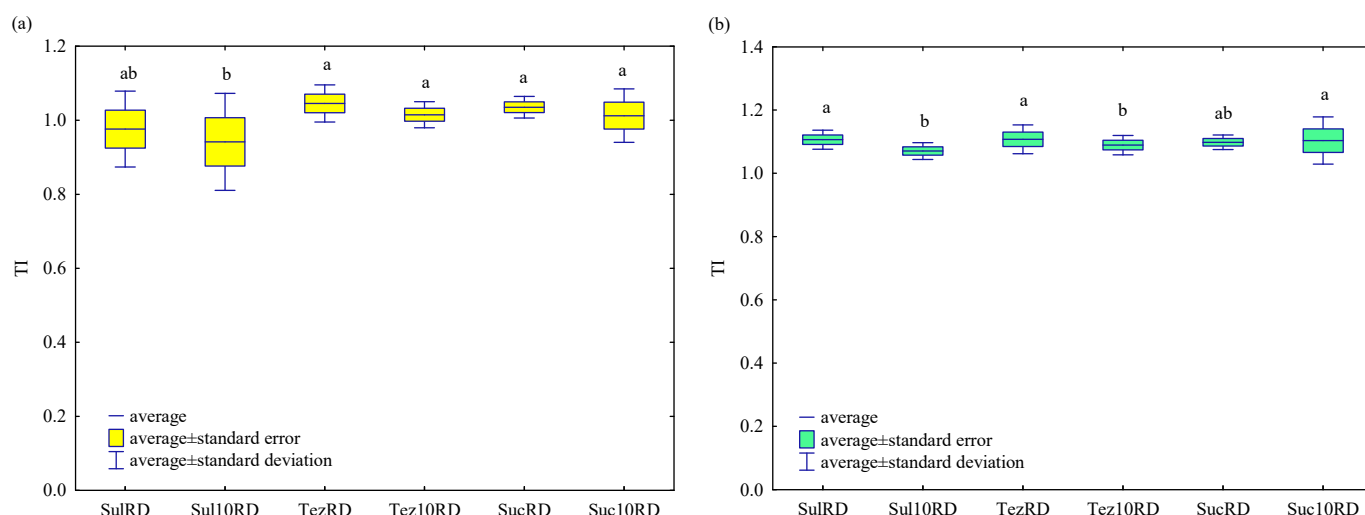 (a)
1.2
1.0
0.8
0.6
0.4
0.2
0.0
TI
ab
b
a
a
a
a
average
average±standard error
average±standard deviation
SulRD Sul10RD TezRD Tez10RD SucRD Suc10RD
(b)
1.4
1.2
1.0
0.8
0.6
0.4
0.2
0.0
TI
a
b
a
b
ab
a
average
average±standard error
average±standard deviation
SulRD Sul10RD TezRD Tez10RD SucRD Suc10RD